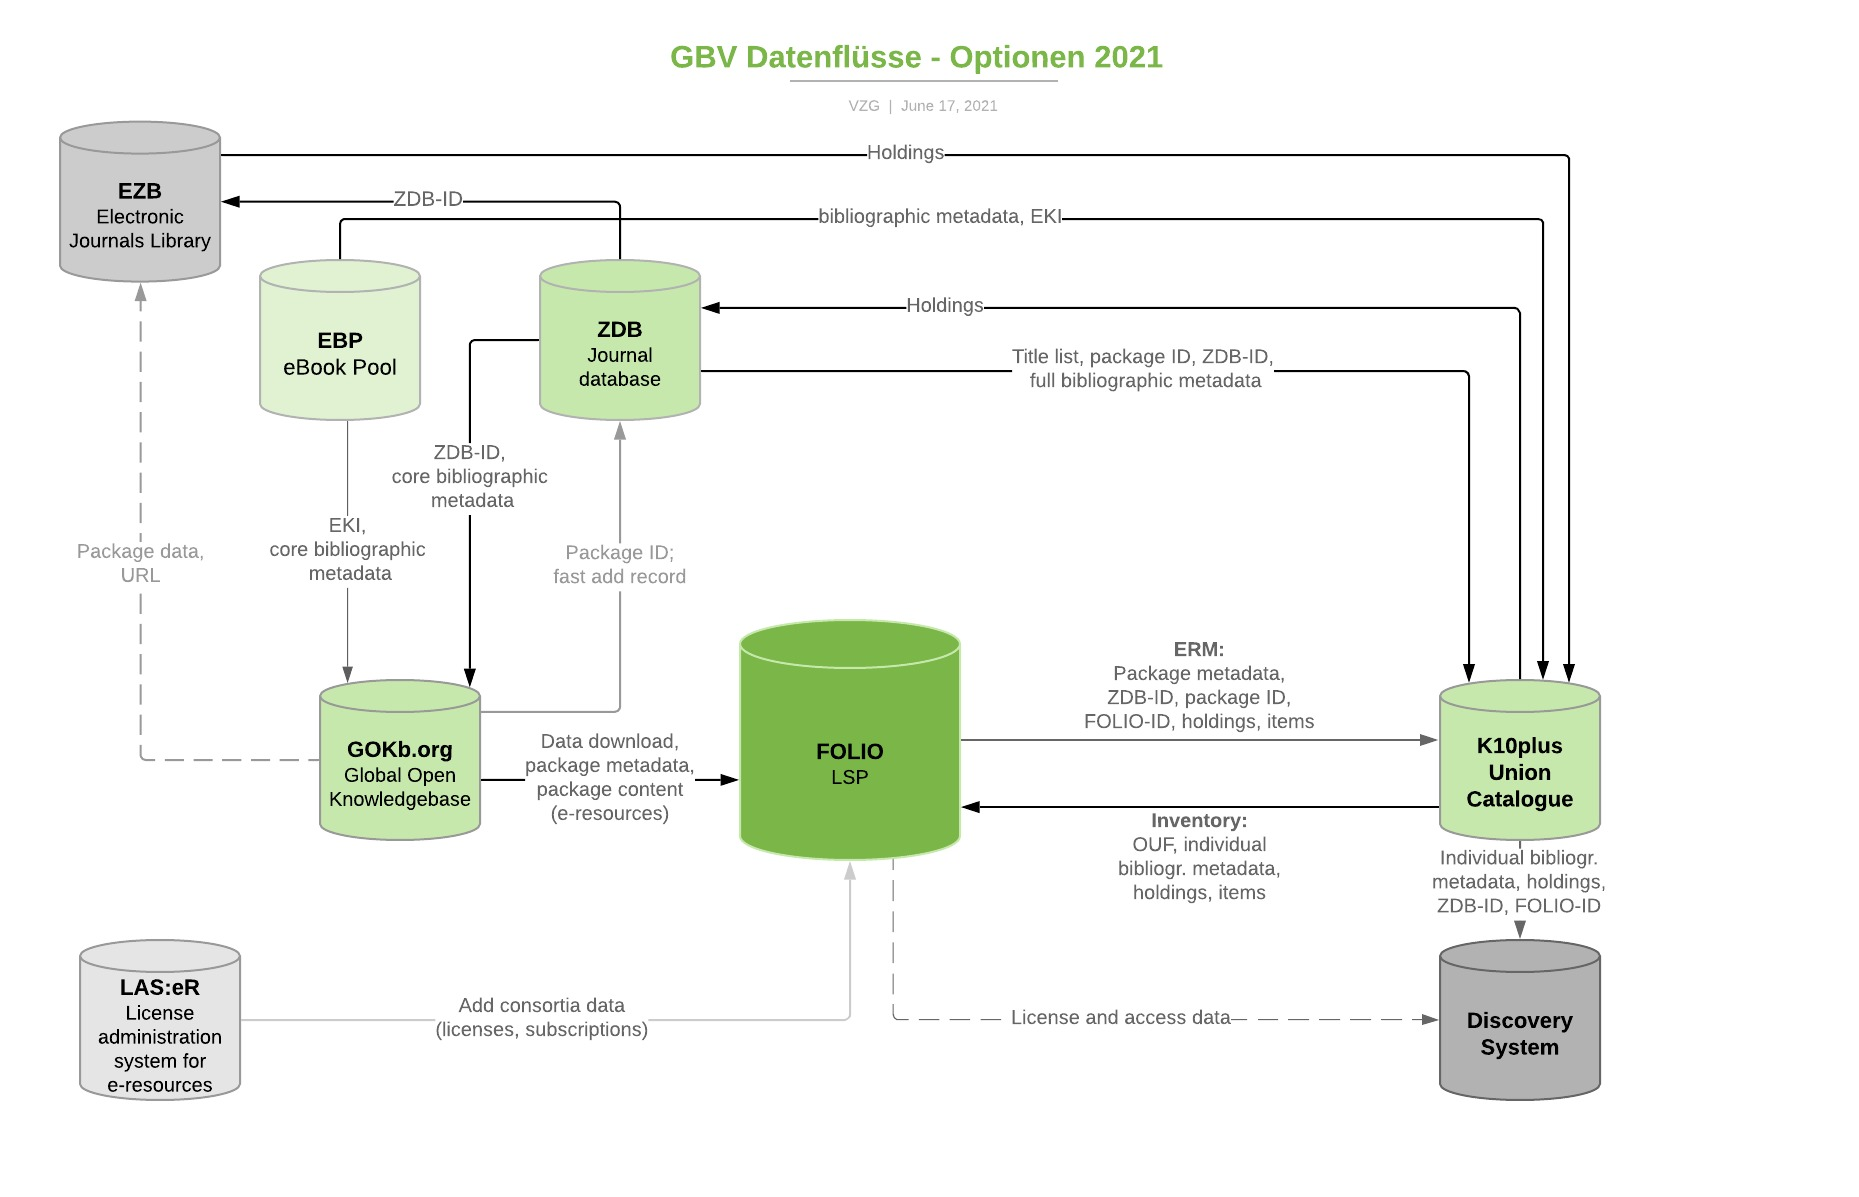 GBV Datenflüsse - Optionen 2021
VZG | June 17, 2021
Holdings
EZB
Electronic
Journals Library
ZDB-ID
bibliographic metadata, EKI
EBP
eBook Pool
ZDB
Journal
database
Holdings
Title list, package ID, ZDB-ID,
full bibliographic metadata
ZDB-ID,
core bibliographic
metadata
EKI,
core bibliographic
metadata
Package data,
URL
Package ID;
fast add record
ERM:
Package metadata,
ZDB-ID, package ID,
FOLIO-ID, holdings, items
GOKb.org
Global Open
Knowledgebase
Data download,
package metadata,
package content
(e-resources)
FOLIO
LSP
K10plus
Union
Catalogue
Inventory:
OUF, individual
bibliogr. metadata,
holdings, items
Individual bibliogr.
metadata, holdings,
ZDB-ID, FOLIO-ID
LAS:eR
License
administration
system for
e-resources
Add consortia data
(licenses, subscriptions)
License and access data
Discovery
System